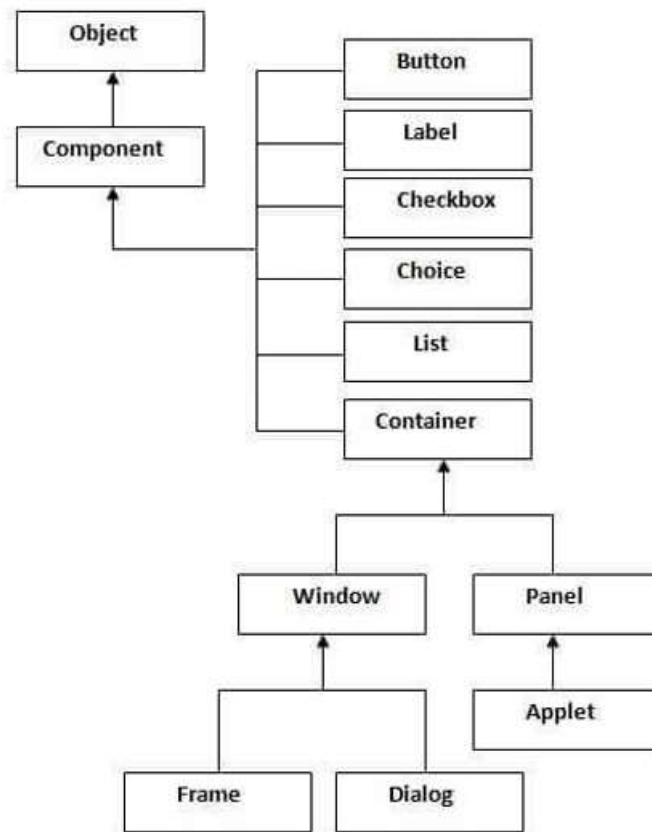 Object
Component
Button
Label
Checkbox
Choice
List
Container
Window
Panel
Applet
Frame
Dialog